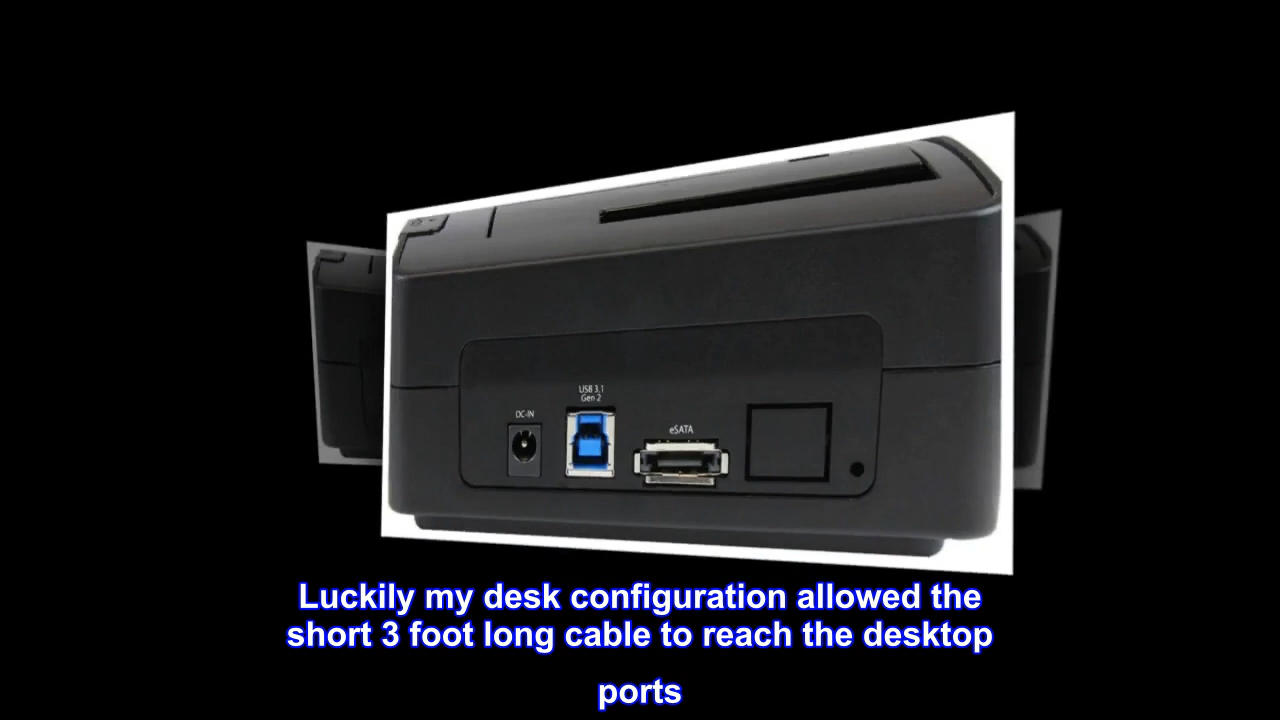 USB 3.1
Gen 2
DC-IN
eSATA
Luckily my desk configuration allowed the
short 3 foot long cable to reach the desktop
ports